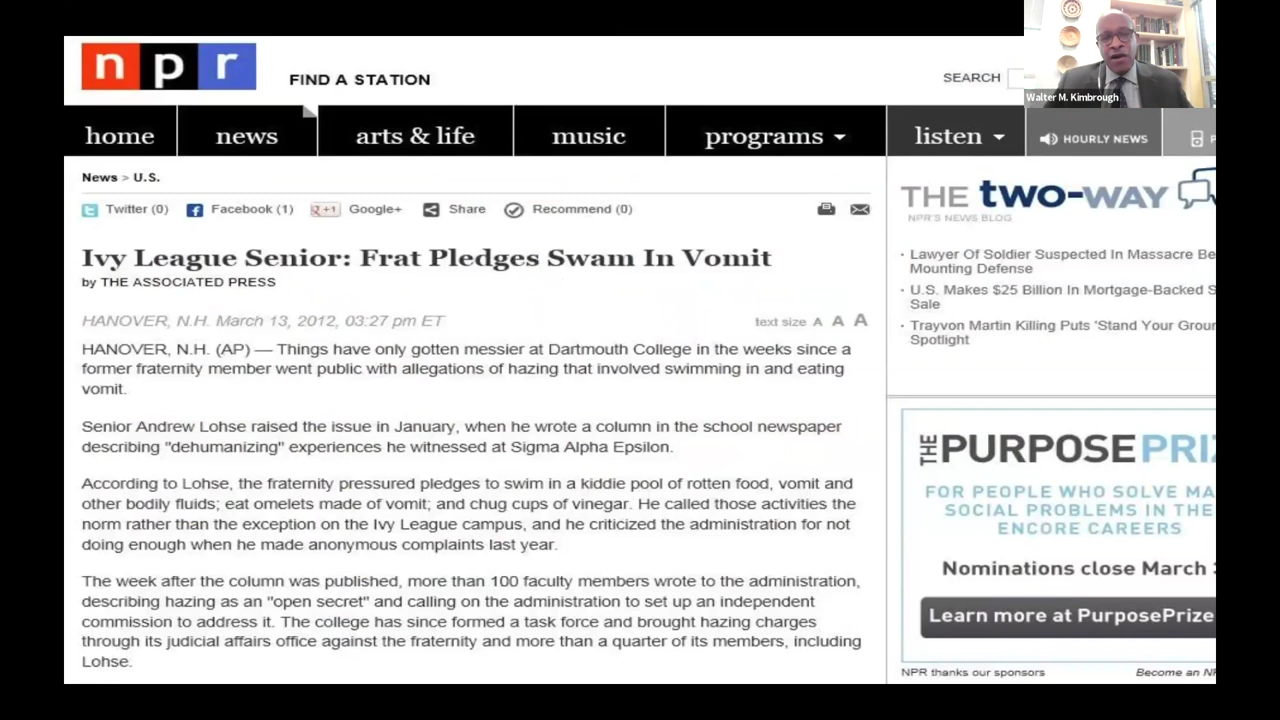 npr
FIND A STATION
SEARCH
Walter M. Kimbrough
home
news
arts & life
music
programs
listen
HOURLY NEWS
News > U.S.
Twitter (0)
Facebook (1)
g+1
Google+
Share
Recommend (0)
Ivy League Senior: Frat Pledges Swam In Vomit
by THE ASSOCIATED PRESS
HANOVER, N.H. March 13, 2012, 03:27 pm ET
text size A A A
HANOVER, N.H. (AP) — Things have only gotten messier at Dartmouth College in the weeks since a
former fraternity member went public with allegations of hazing that involved swimming in and eating
vomit.
Senior Andrew Lohse raised the issue in January, when he wrote a column in the school newspaper
describing "dehumanizing" experiences he witnessed at Sigma Alpha Epsilon.
According to Lohse, the fraternity pressured pledges to swim in a kiddie pool of rotten food, vomit and
other bodily fluids; eat omelets made of vomit; and chug cups of vinegar. He called those activities the
norm rather than the exception on the Ivy League campus, and he criticized the administration for not
doing enough when he made anonymous complaints last year.
The week after the column was published, more than 100 faculty members wrote to the administration,
describing hazing as an "open secret" and calling on the administration to set up an independent
commission to address it. The college has since formed a task force and brought hazing charges
through its judicial affairs office against the fraternity and more than a quarter of its members, including
Lohse.
THE two-way
NPR'S NEWS BLOG
Lawyer Of Soldier Suspected In Massacre Be
Mounting Defense
U.S. Makes $25 Billion In Mortgage-Backed S
Sale
Trayvon Martin Killing Puts 'Stand Your Groun
Spotlight
THE PURPOSE PRIZ
FOR PEOPLE WHO SOLVE MA
SOCIAL PROBLEMS IN THE
ENCORE CAREERS
Nominations close March
Learn more at PurposePrize
NPR thanks our sponsors
Become an NP